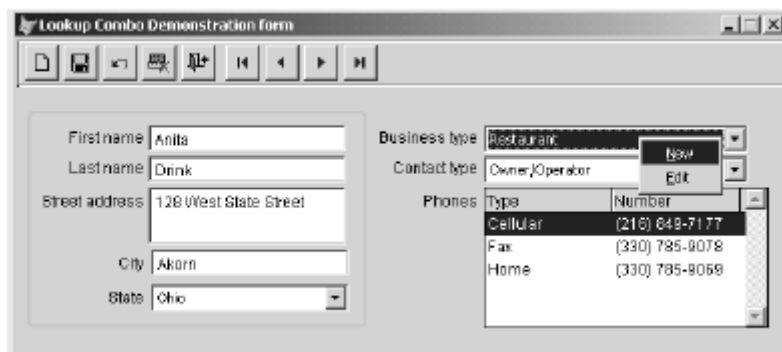 Lookup Combo Demonstration form
First name Anita
Last name Drink
Street address 128 West State Street
City Akorn
State Ohio
Business type Restaurant
New
Edit
Contact type Owner/Operator
Phones Type Number
Cellular (216) 649-7177
Fax (330) 785-9078
Home (330) 785-9069